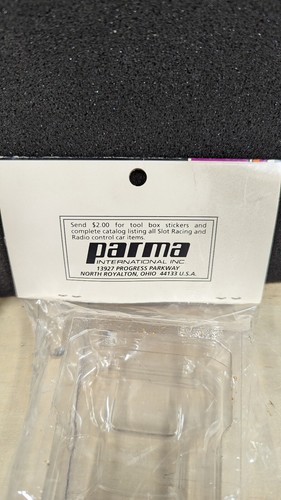 Send $2.00 for tool box stickers and
complete catalog listing all Slot Racing and
Radio control car items.
parma
INTERNATIONAL INC.
13927 PROGRESS PARKWAY
NORTH ROYALTON, OHIO 44133 U.S.A.